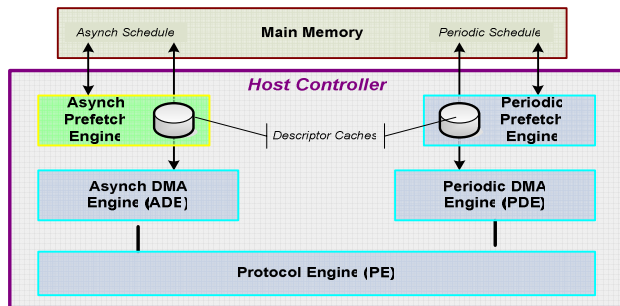 Asynch Schedule
Main Memory
Periodic Schedule
Host Controller
Asynch
Prefetch
Engine
Descriptor Caches
Periodic
Prefetch
Engine
Asynch DMA
Engine (ADE)
Periodic DMA
Engine (PDE)
Protocol Engine (PE)